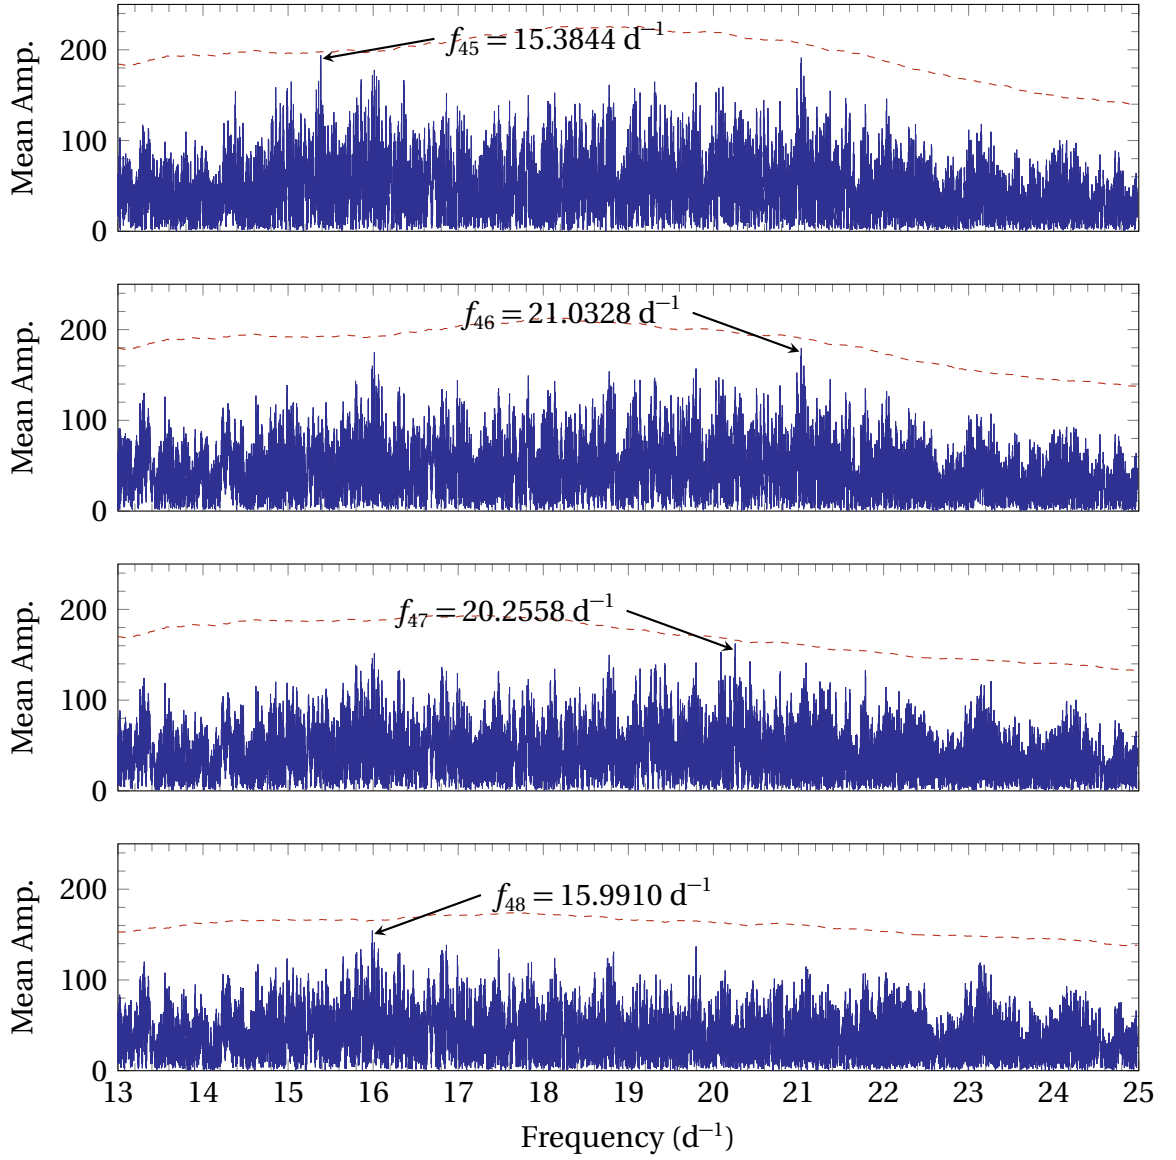 Mean Amp.
200
100
0
f₄₅ = 15.3844 d⁻¹
Mean Amp.
200
100
0
f₄₆ = 21.0328 d⁻¹
Mean Amp.
200
100
0
f₄₇ = 20.2558 d⁻¹
Mean Amp.
200
100
0
f₄₈ = 15.9910 d⁻¹
13 14 15 16 17 18 19 20 21 22 23 24 25
Frequency (d⁻¹)